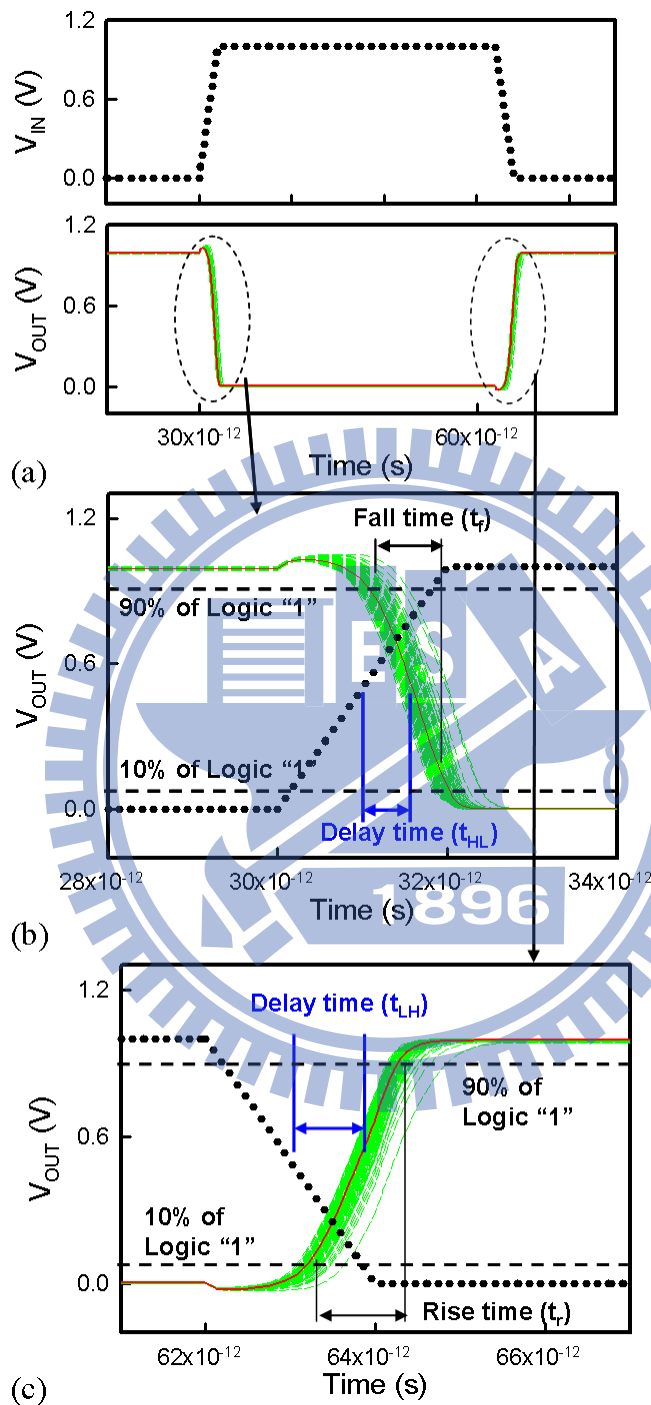 1.2
0.6
0.0
V_IN (V)
1.2
0.6
0.0
V_OUT (V)
30x10^-12
60x10^-12
Time (s)
(a)
1.2
0.6
0.0
V_OUT (V)
Fall time (t_f)
90% of Logic “1”
10% of Logic “1”
Delay time (t_HL)
28x10^-12
30x10^-12
32x10^-12
34x10^-12
Time (s)
(b)
ES
A
1896
1.2
0.6
0.0
V_OUT (V)
Delay time (t_LH)
90% of
Logic “1”
10% of
Logic “1”
Rise time (t_r)
62x10^-12
64x10^-12
66x10^-12
Time (s)
(c)